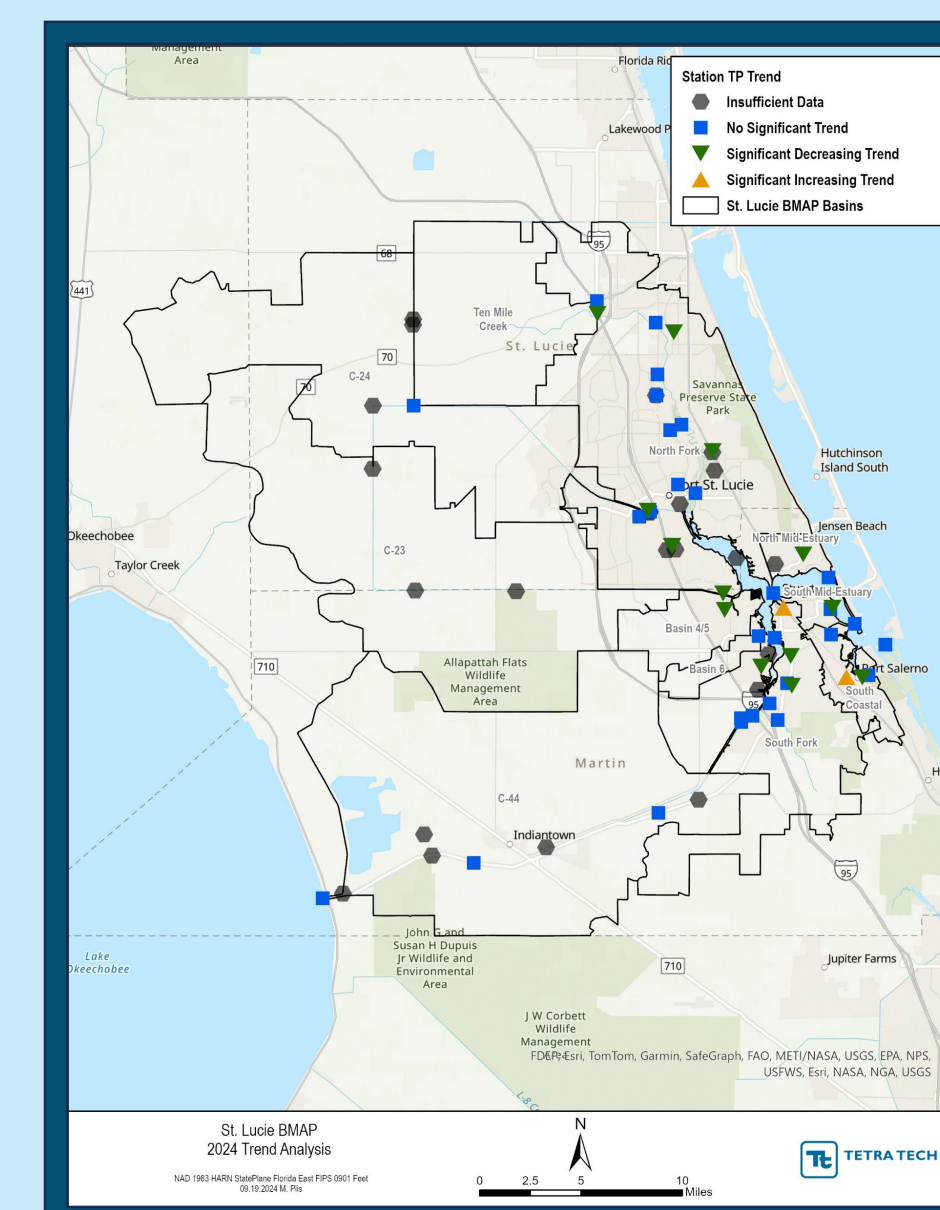 Management
Area
Florida Rid
Lakewood P
Station TP Trend
Insufficient Data
No Significant Trend
Significant Decreasing Trend
Significant Increasing Trend
St. Lucie BMAP Basins
95
68
441
Ten Mile
Creek
St. Lucie
70
C-24
70
Savannas
Preserve State
Park
North Fork
Hutchinson
Island South
ort St. Lucie
Okeechobee
Jensen Beach
North Mid-Estuary
C-23
Taylor Creek
South Mid-Estuary
Basin 4/5
710
Allapattah Flats
Wildlife
Management
Area
Basin 6
Port Salerno
95
South
Coastal
South Fork
Martin
H
C-44
Indiantown
95
John G and
Susan H Dupuis
Jr Wildlife and
Environmental
Area
Lake
Okeechobee
710
Jupiter Farms
J W Corbett
Wildlife
Management
FDEP, Esri, TomTom, Garmin, SafeGraph, FAO, METI/NASA, USGS, EPA, NPS,
USFWS, Esri, NASA, NGA, USGS
L-8 C
St. Lucie BMAP
2024 Trend Analysis
NAD 1983 HARN StatePlane Florida East FIPS 0901 Feet
09.19.2024 M. Plis
N
0 2.5 5 10
Miles
Tt TETRA TECH